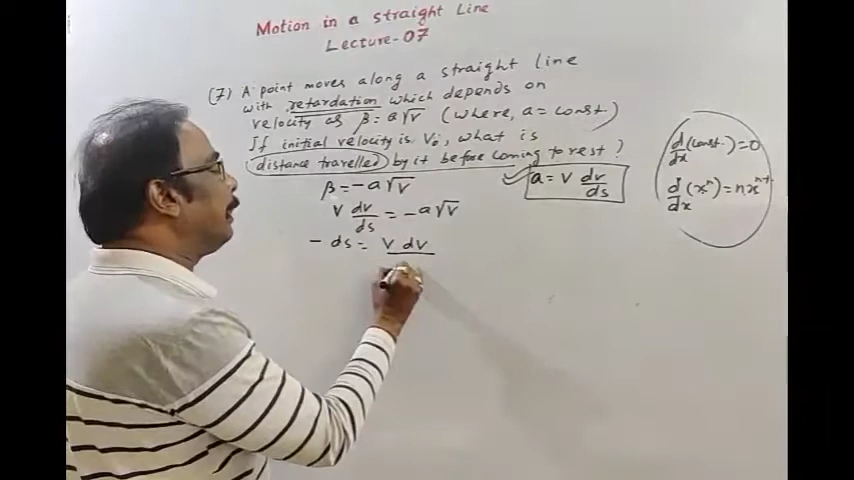 Motion in a straight Line
Lecture-07
(7) A point moves along a straight line
with retardation which depends on
velocity as β = a√v (where, a = const.)
If initial velocity is V₀, what is
distance travelled by it before coming to rest?
β = -a√v
a = v dv/ds
v dv/ds = -a√v
- ds = v dv
d/dx (const.) = 0
d/dx (xⁿ) = n xⁿ⁻¹